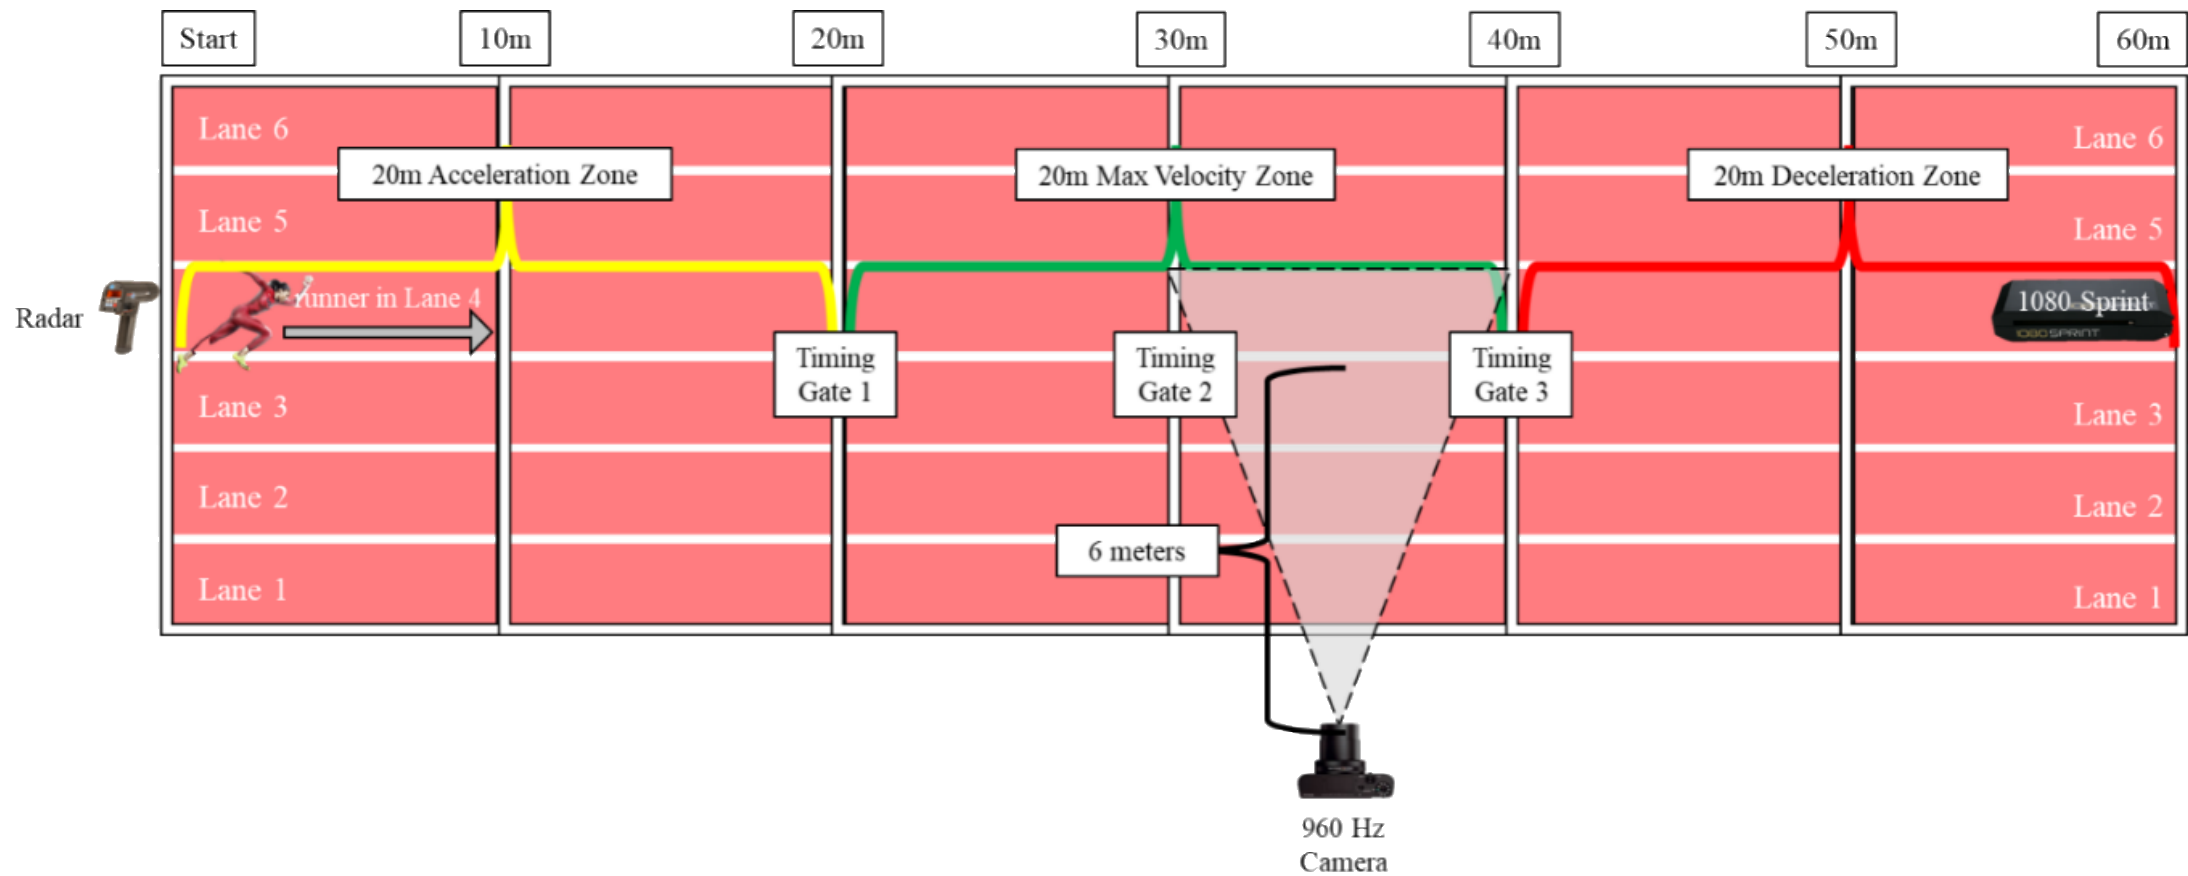 Start
10m
20m
30m
40m
50m
60m
Lane 6
Lane 6
20m Acceleration Zone
20m Max Velocity Zone
20m Deceleration Zone
Lane 5
Lane 5
Radar
runner in Lane 4
1080 Sprint
1080 SPRINT
Timing
Gate 1
Timing
Gate 2
Timing
Gate 3
Lane 3
Lane 3
Lane 2
Lane 2
6 meters
Lane 1
Lane 1
960 Hz
Camera